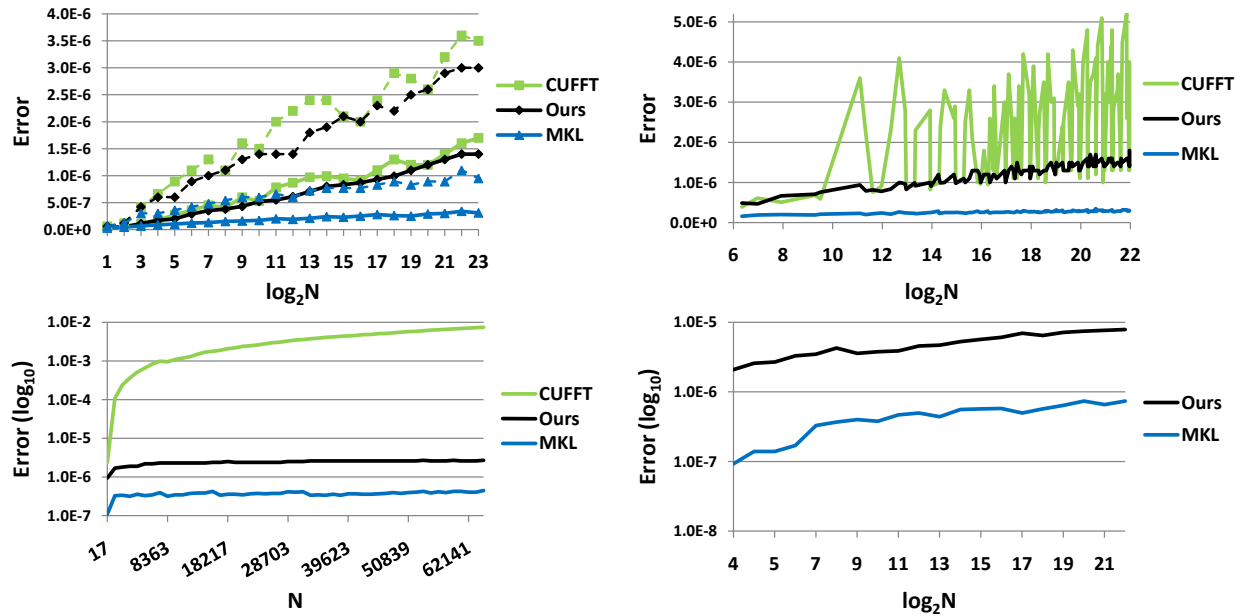 4.0E-6
3.5E-6
3.0E-6
2.5E-6
2.0E-6
1.5E-6
1.0E-6
5.0E-7
0.0E+0
Error
1 3 5 7 9 11 13 15 17 19 21 23
log2N
CUFFT
Ours
MKL
5.0E-6
4.0E-6
3.0E-6
2.0E-6
1.0E-6
0.0E+0
Error
6 8 10 12 14 16 18 20 22
log2N
CUFFT
Ours
MKL
1.0E-2
1.0E-3
1.0E-4
1.0E-5
1.0E-6
1.0E-7
Error (log10)
17 8363 18217 28703 39623 50839 62141
N
CUFFT
Ours
MKL
1.0E-5
1.0E-6
1.0E-7
1.0E-8
Error (log10)
4 5 7 9 11 13 15 17 19 21
log2N
Ours
MKL